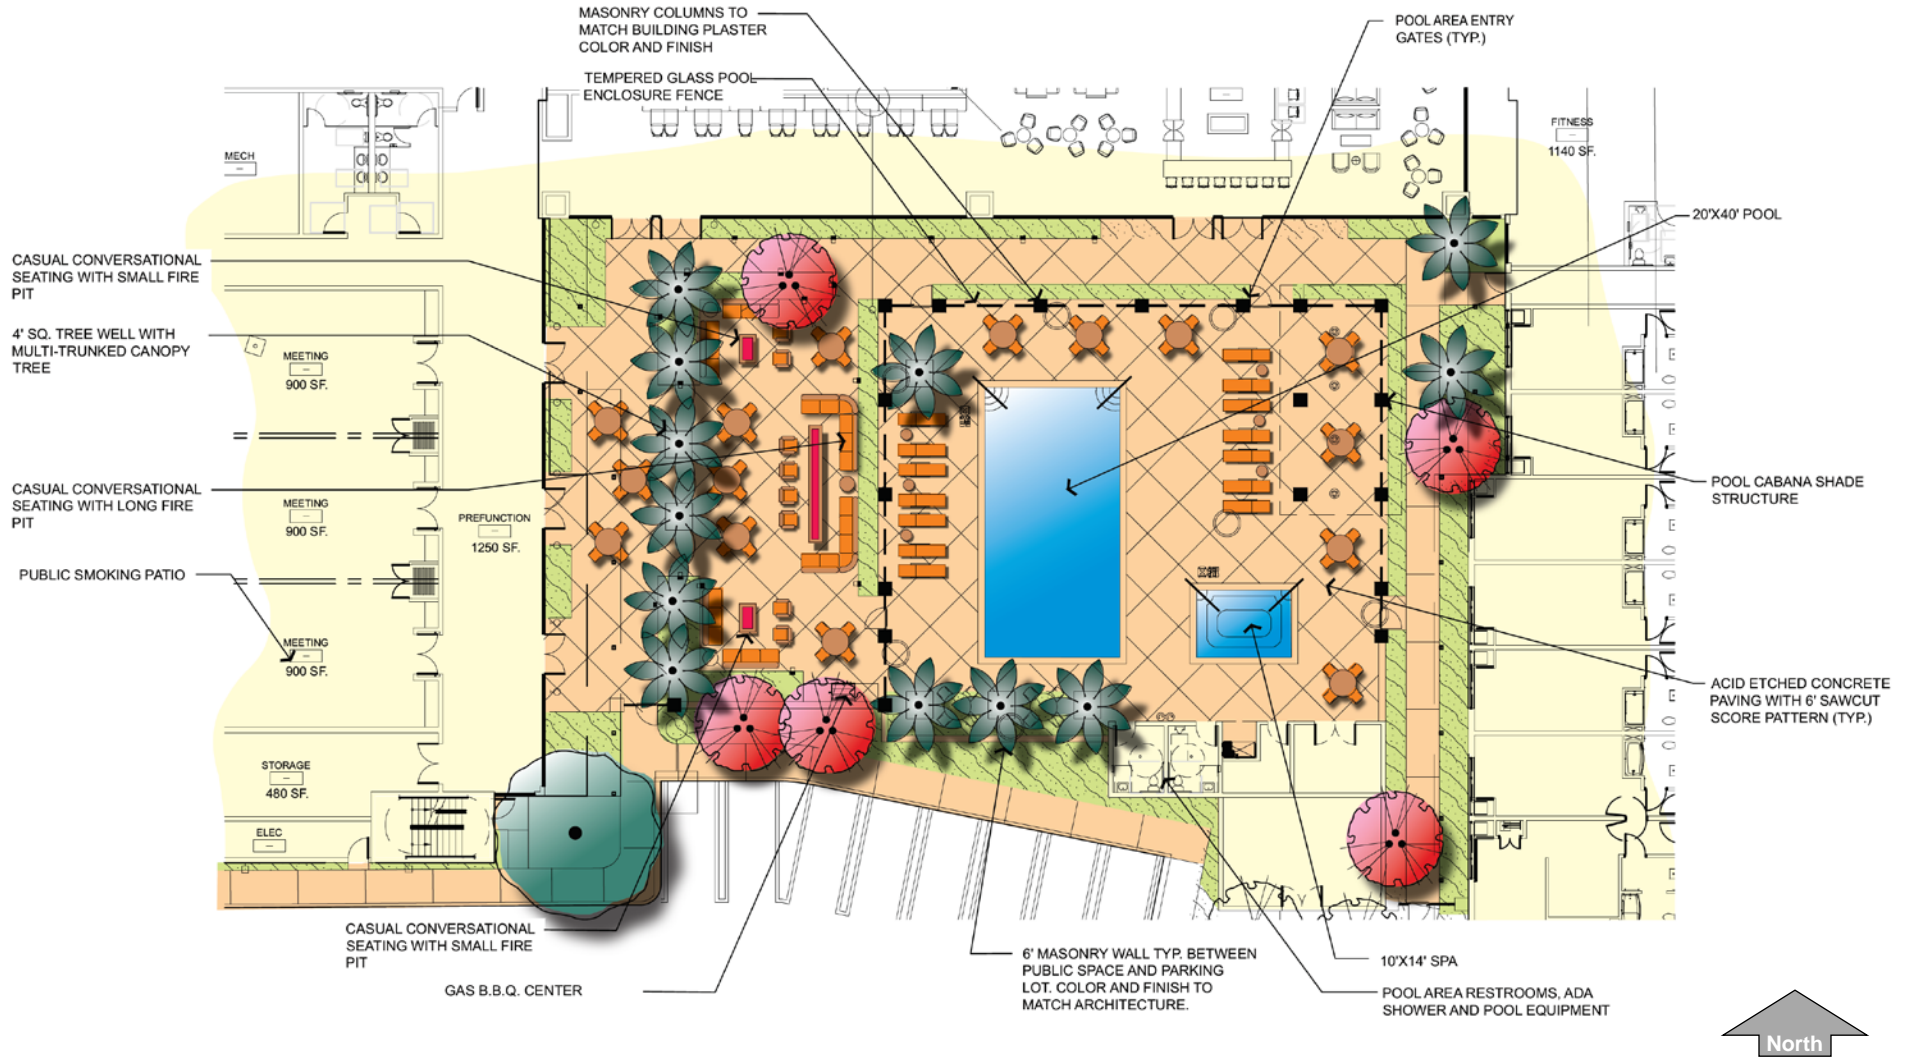 MASONRY COLUMNS TO
MATCH BUILDING PLASTER
COLOR AND FINISH
TEMPERED GLASS POOL
ENCLOSURE FENCE
POOL AREA ENTRY
GATES (TYP.)
FITNESS
1140 SF.
MECH
20'X40' POOL
CASUAL CONVERSATIONAL
SEATING WITH SMALL FIRE
PIT
4' SQ. TREE WELL WITH
MULTI-TRUNKED CANOPY
TREE
MEETING
900 SF.
CASUAL CONVERSATIONAL
SEATING WITH LONG FIRE
PIT
MEETING
900 SF.
PREFUNCTION
1250 SF.
POOL CABANA SHADE
STRUCTURE
PUBLIC SMOKING PATIO
MEETING
900 SF.
ACID ETCHED CONCRETE
PAVING WITH 6' SAWCUT
SCORE PATTERN (TYP.)
STORAGE
480 SF.
ELEC
CASUAL CONVERSATIONAL
SEATING WITH SMALL FIRE
PIT
GAS B.B.Q. CENTER
6' MASONRY WALL TYP. BETWEEN
PUBLIC SPACE AND PARKING
LOT. COLOR AND FINISH TO
MATCH ARCHITECTURE.
10'X14' SPA
POOL AREA RESTROOMS, ADA
SHOWER AND POOL EQUIPMENT
North